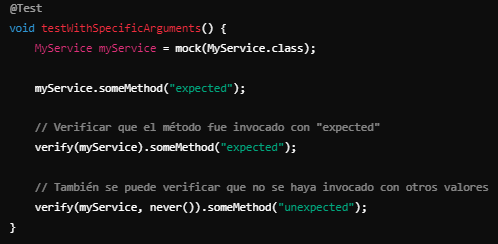 @Test
void testWithSpecificArguments() {
    MyService myService = mock(MyService.class);
    myService.someMethod("expected");
    // Verificar que el método fue invocado con "expected"
    verify(myService).someMethod("expected");
    // También se puede verificar que no se haya invocado con otros valores
    verify(myService, never()).someMethod("unexpected");
}